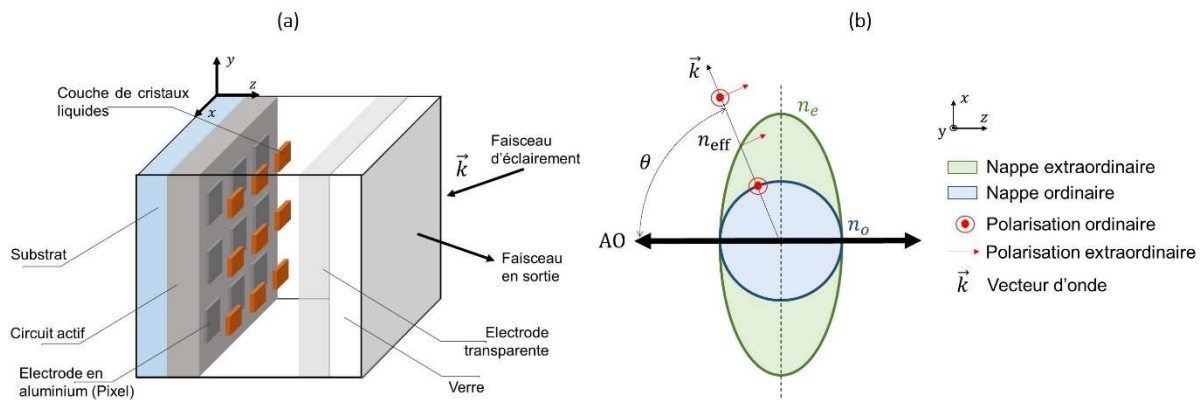 (a)
y
z
x
Couche de cristaux
liquides
Substrat
Circuit actif
Electrode en
aluminium (Pixel)
k⃗
Faisceau
d'éclairement
Faisceau
en sortie
Electrode
transparente
Verre
(b)
k⃗
n_e
n_eff
θ
n_o
AO
x
y
z
Nappe extraordinaire
Nappe ordinaire
Polarisation ordinaire
Polarisation extraordinaire
k⃗ Vecteur d'onde